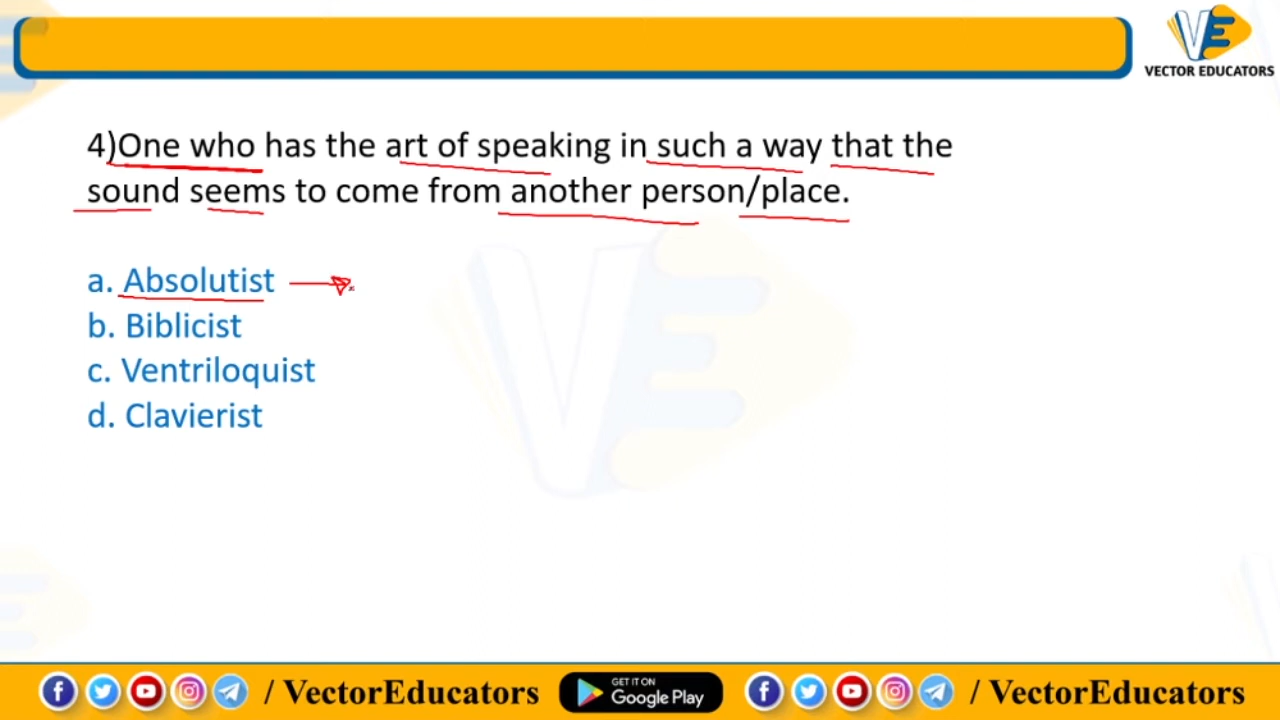 VECTOR EDUCATORS
4)One who has the art of speaking in such a way that the
sound seems to come from another person/place.
a. Absolutist
b. Biblicist
c. Ventriloquist
d. Clavierist
/ VectorEducators GET IT ON Google Play / VectorEducators